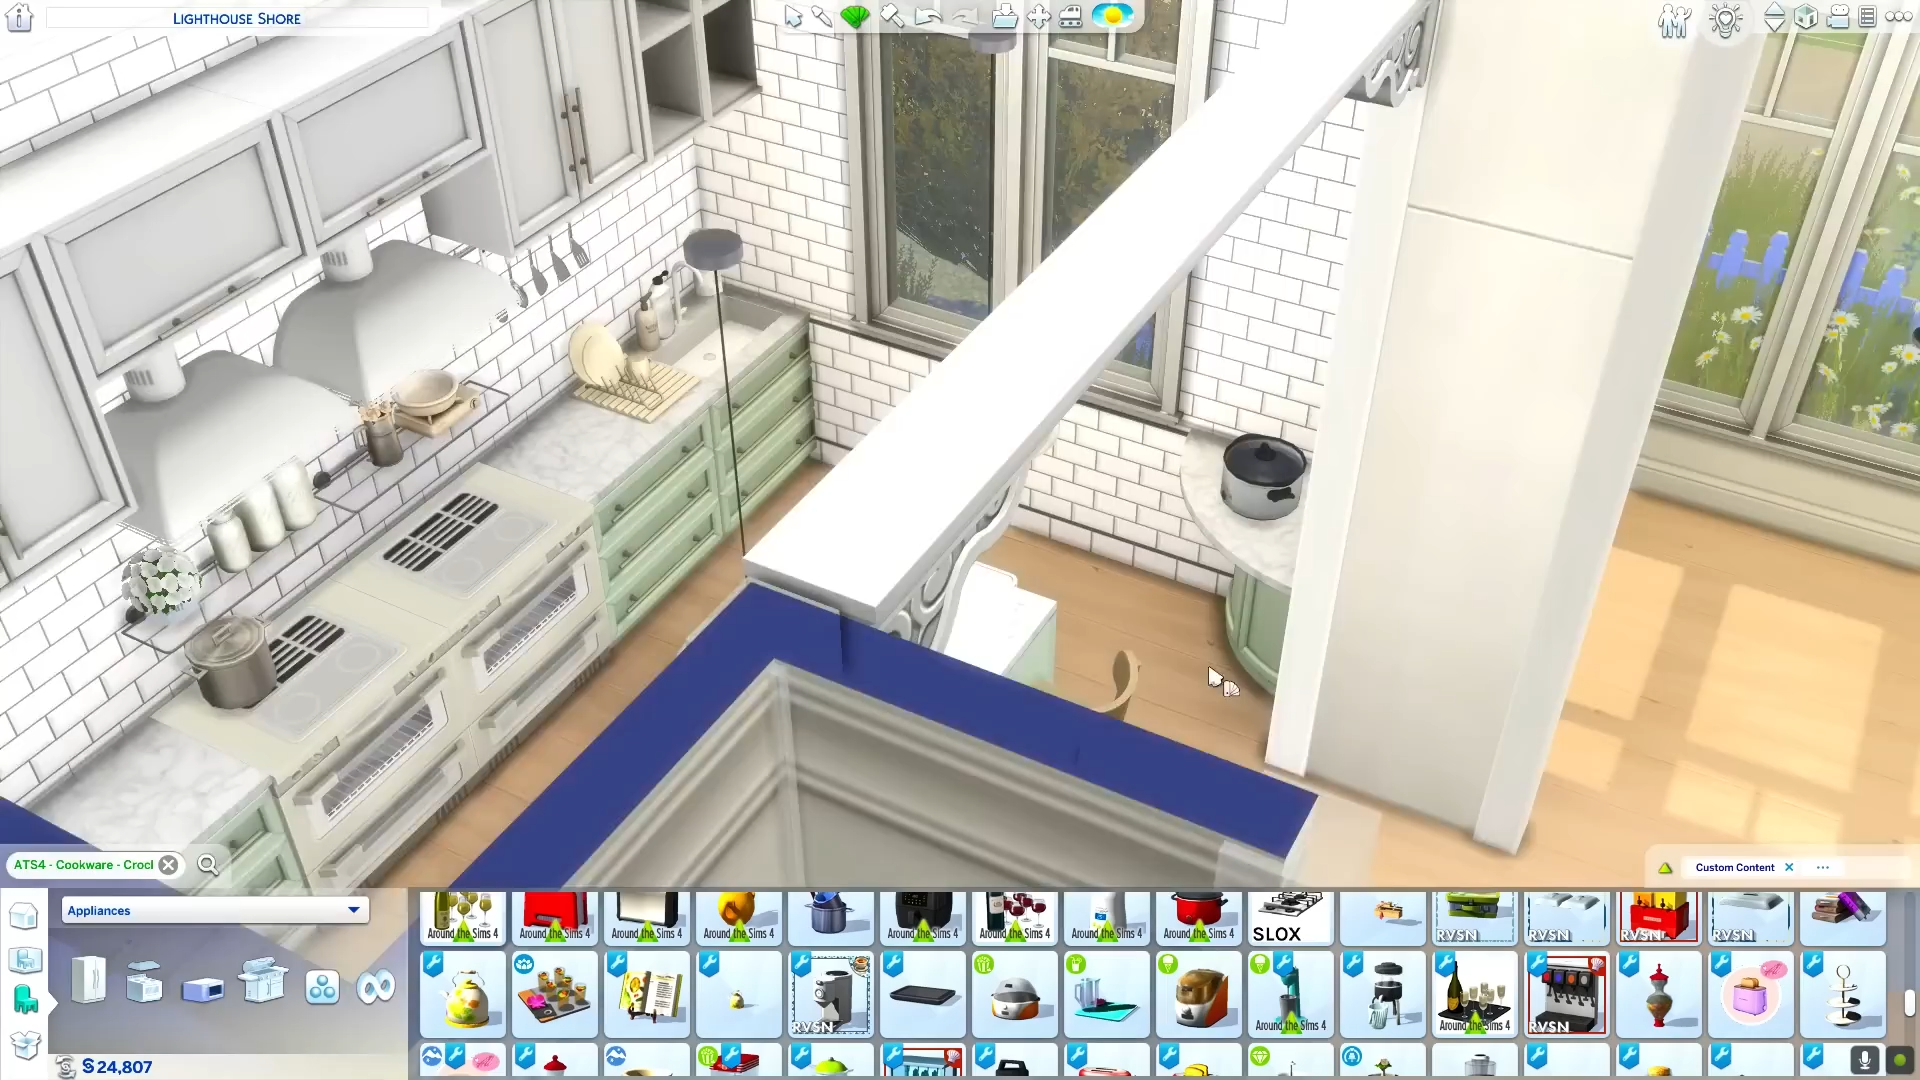 LIGHTHOUSE SHORE
ATS4 - Cookware - Crocl
Custom Content
Appliances
Around the Sims 4
Around the Sims 4
Around the Sims 4
Around the Sims 4
Around the Sims 4
Around the Sims 4
Around the Sims 4
Around the Sims 4
SLOX
RVSN
RVSN
RVSN
RVSN
RVSN
Around the Sims 4
Around the Sims 4
RVSN
§24,807